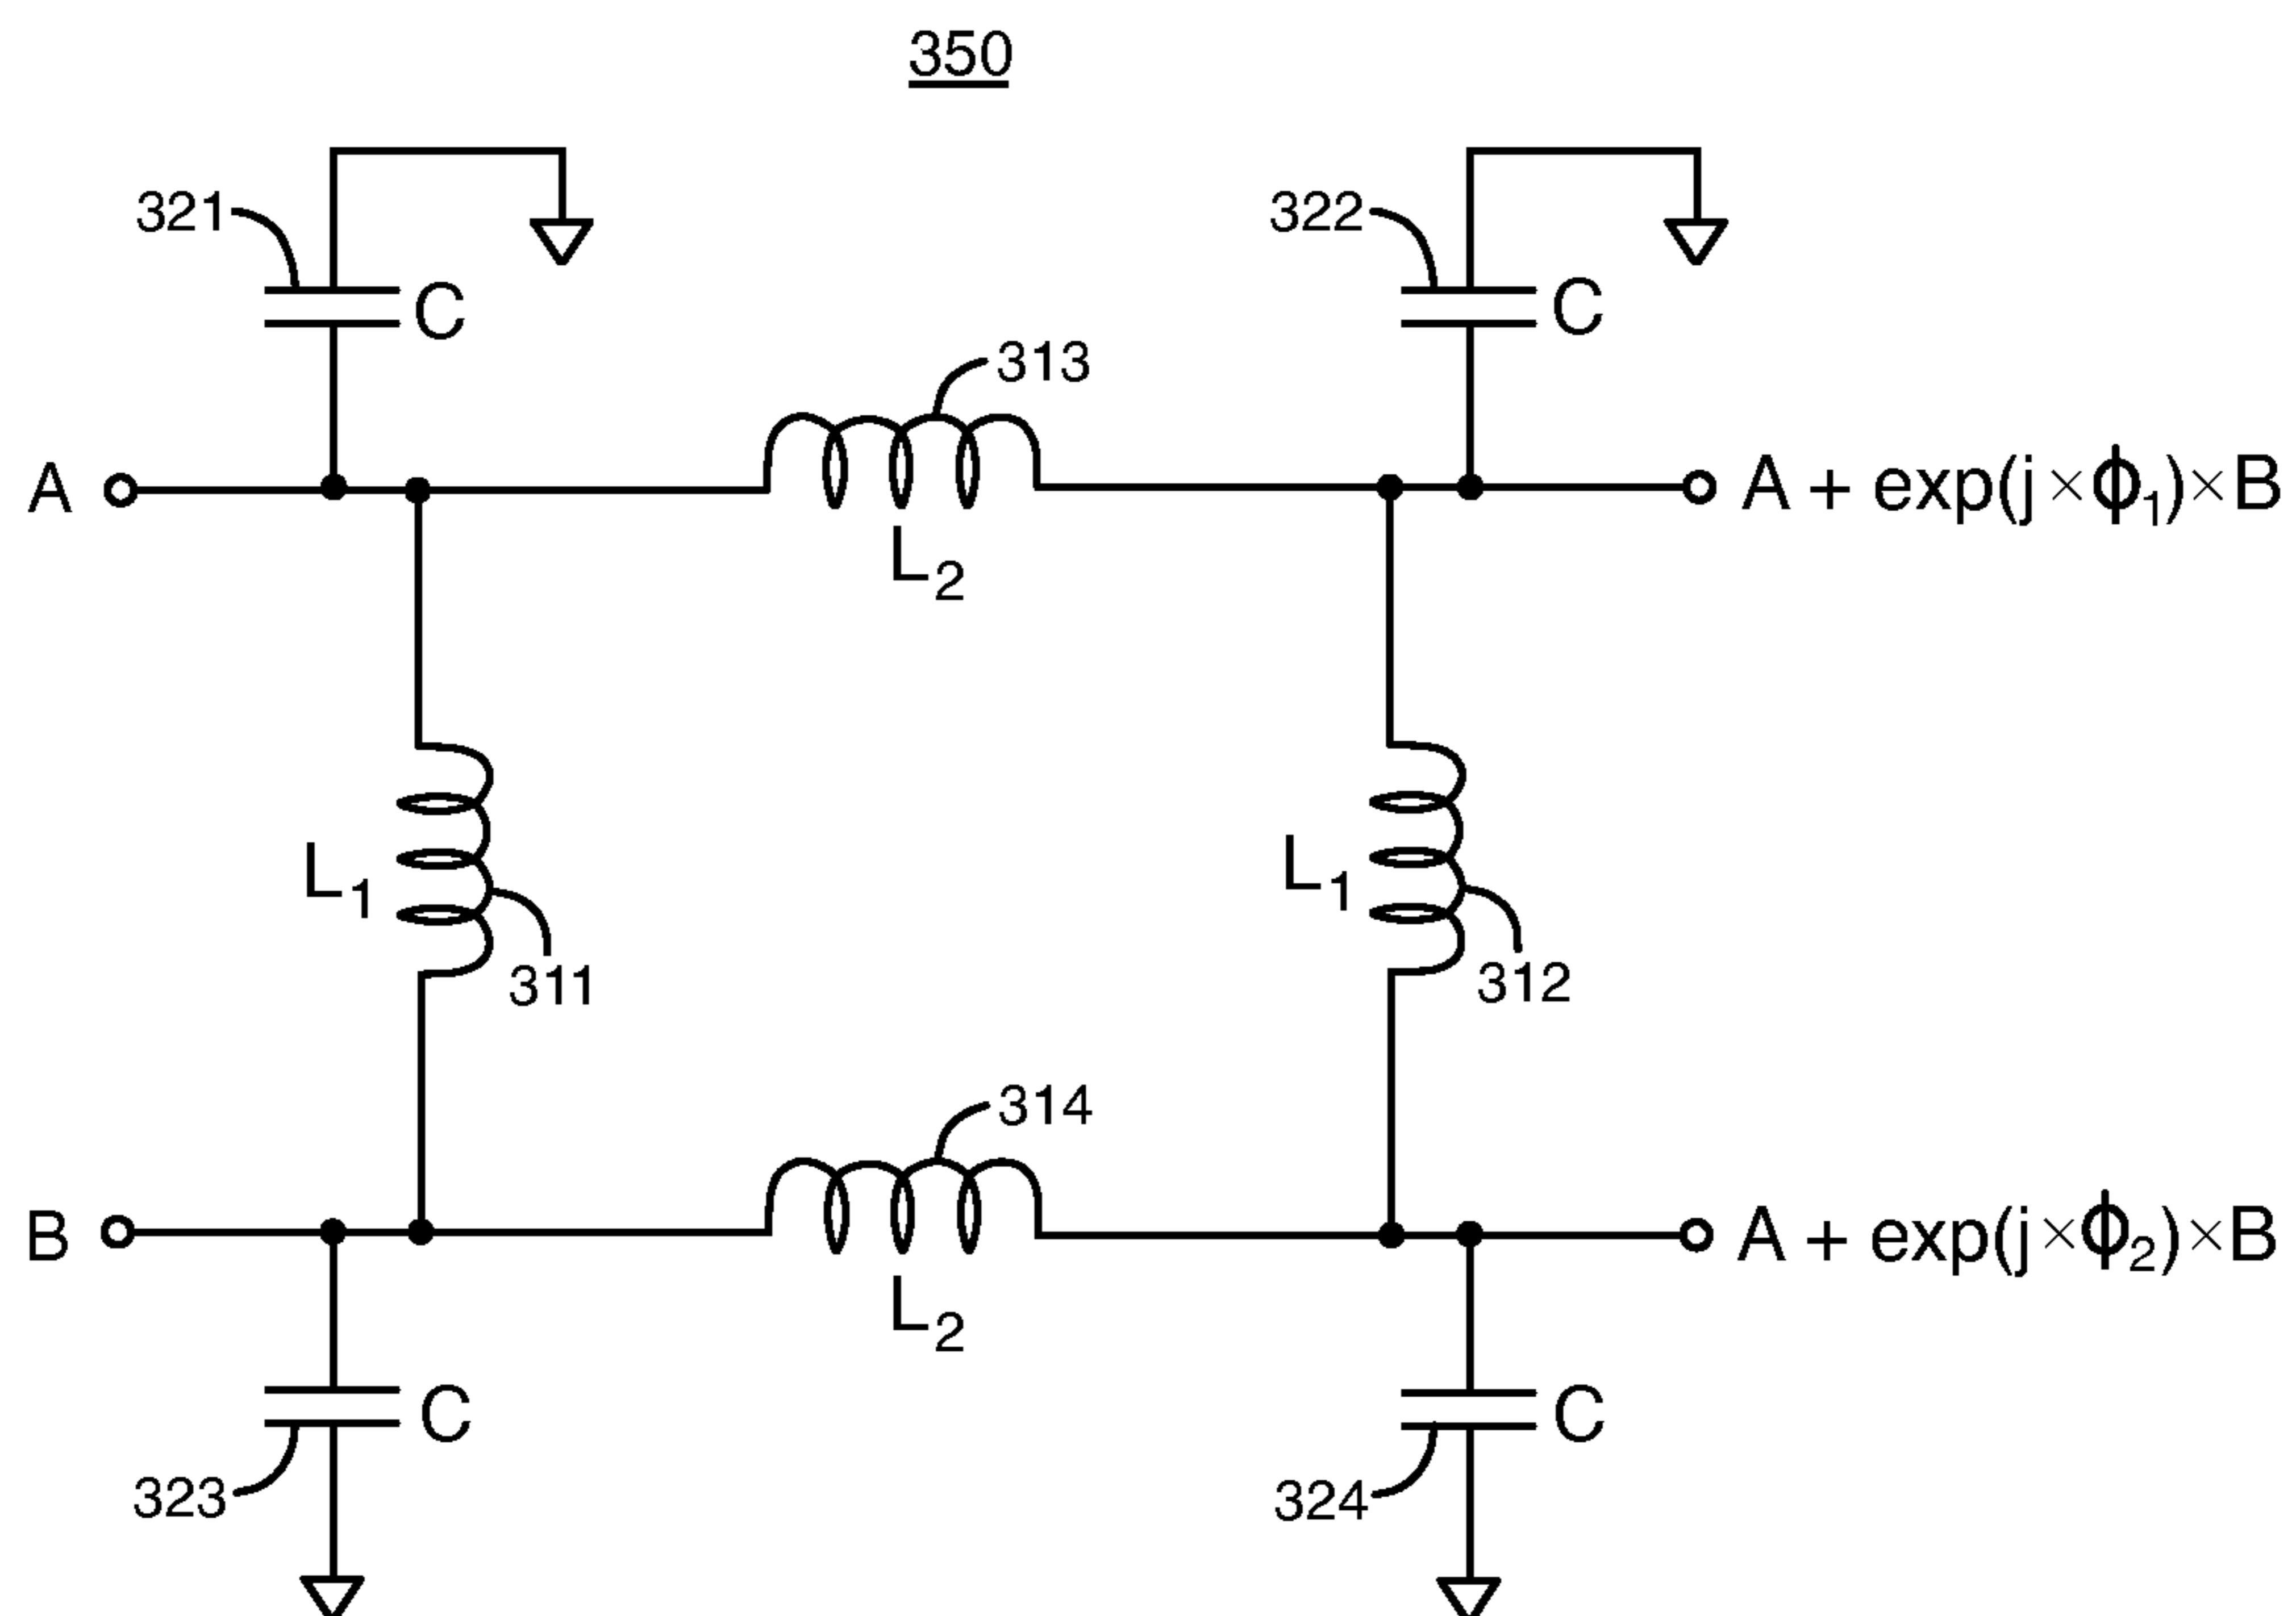 350
321
C
322
C
313
A
L₂
A + exp(j×ϕ₁)×B
L₁
311
L₁
312
314
B
L₂
A + exp(j×ϕ₂)×B
C
323
C
324